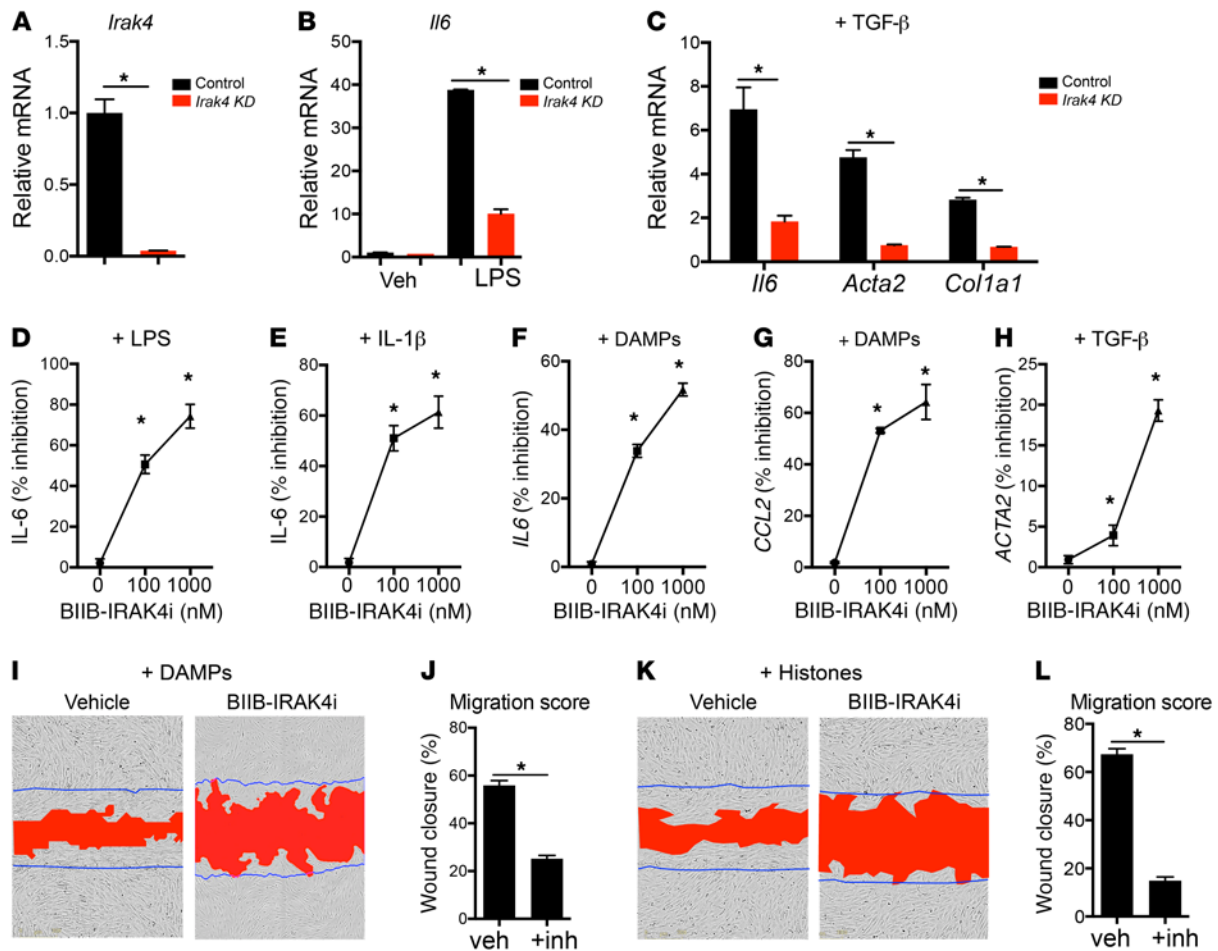 A
Irak4
Relative mRNA
1.5
1.0
0.5
0.0
*
Control
Irak4 KD
B
Il6
Relative mRNA
50
40
30
20
10
0
*
Veh
LPS
Control
Irak4 KD
C
+ TGF-β
Relative mRNA
10
8
6
4
2
0
*
*
*
Il6
Acta2
Col1a1
Control
Irak4 KD
D
+ LPS
IL-6 (% inhibition)
100
80
60
40
20
0
*
*
0
100
1000
BIIB-IRAK4i (nM)
E
+ IL-1β
IL-6 (% inhibition)
80
60
40
20
0
*
*
0
100
1000
BIIB-IRAK4i (nM)
F
+ DAMPs
IL6 (% inhibition)
60
40
20
0
*
*
0
100
1000
BIIB-IRAK4i (nM)
G
+ DAMPs
CCL2 (% inhibition)
80
60
40
20
0
*
*
0
100
1000
BIIB-IRAK4i (nM)
H
+ TGF-β
ACTA2 (% inhibition)
25
20
15
10
5
0
*
*
0
100
1000
BIIB-IRAK4i (nM)
I
+ DAMPs
Vehicle
BIIB-IRAK4i
J
Migration score
Wound closure (%)
80
60
40
20
0
*
veh
+inh
K
+ Histones
Vehicle
BIIB-IRAK4i
L
Migration score
Wound closure (%)
80
60
40
20
0
*
veh
+inh